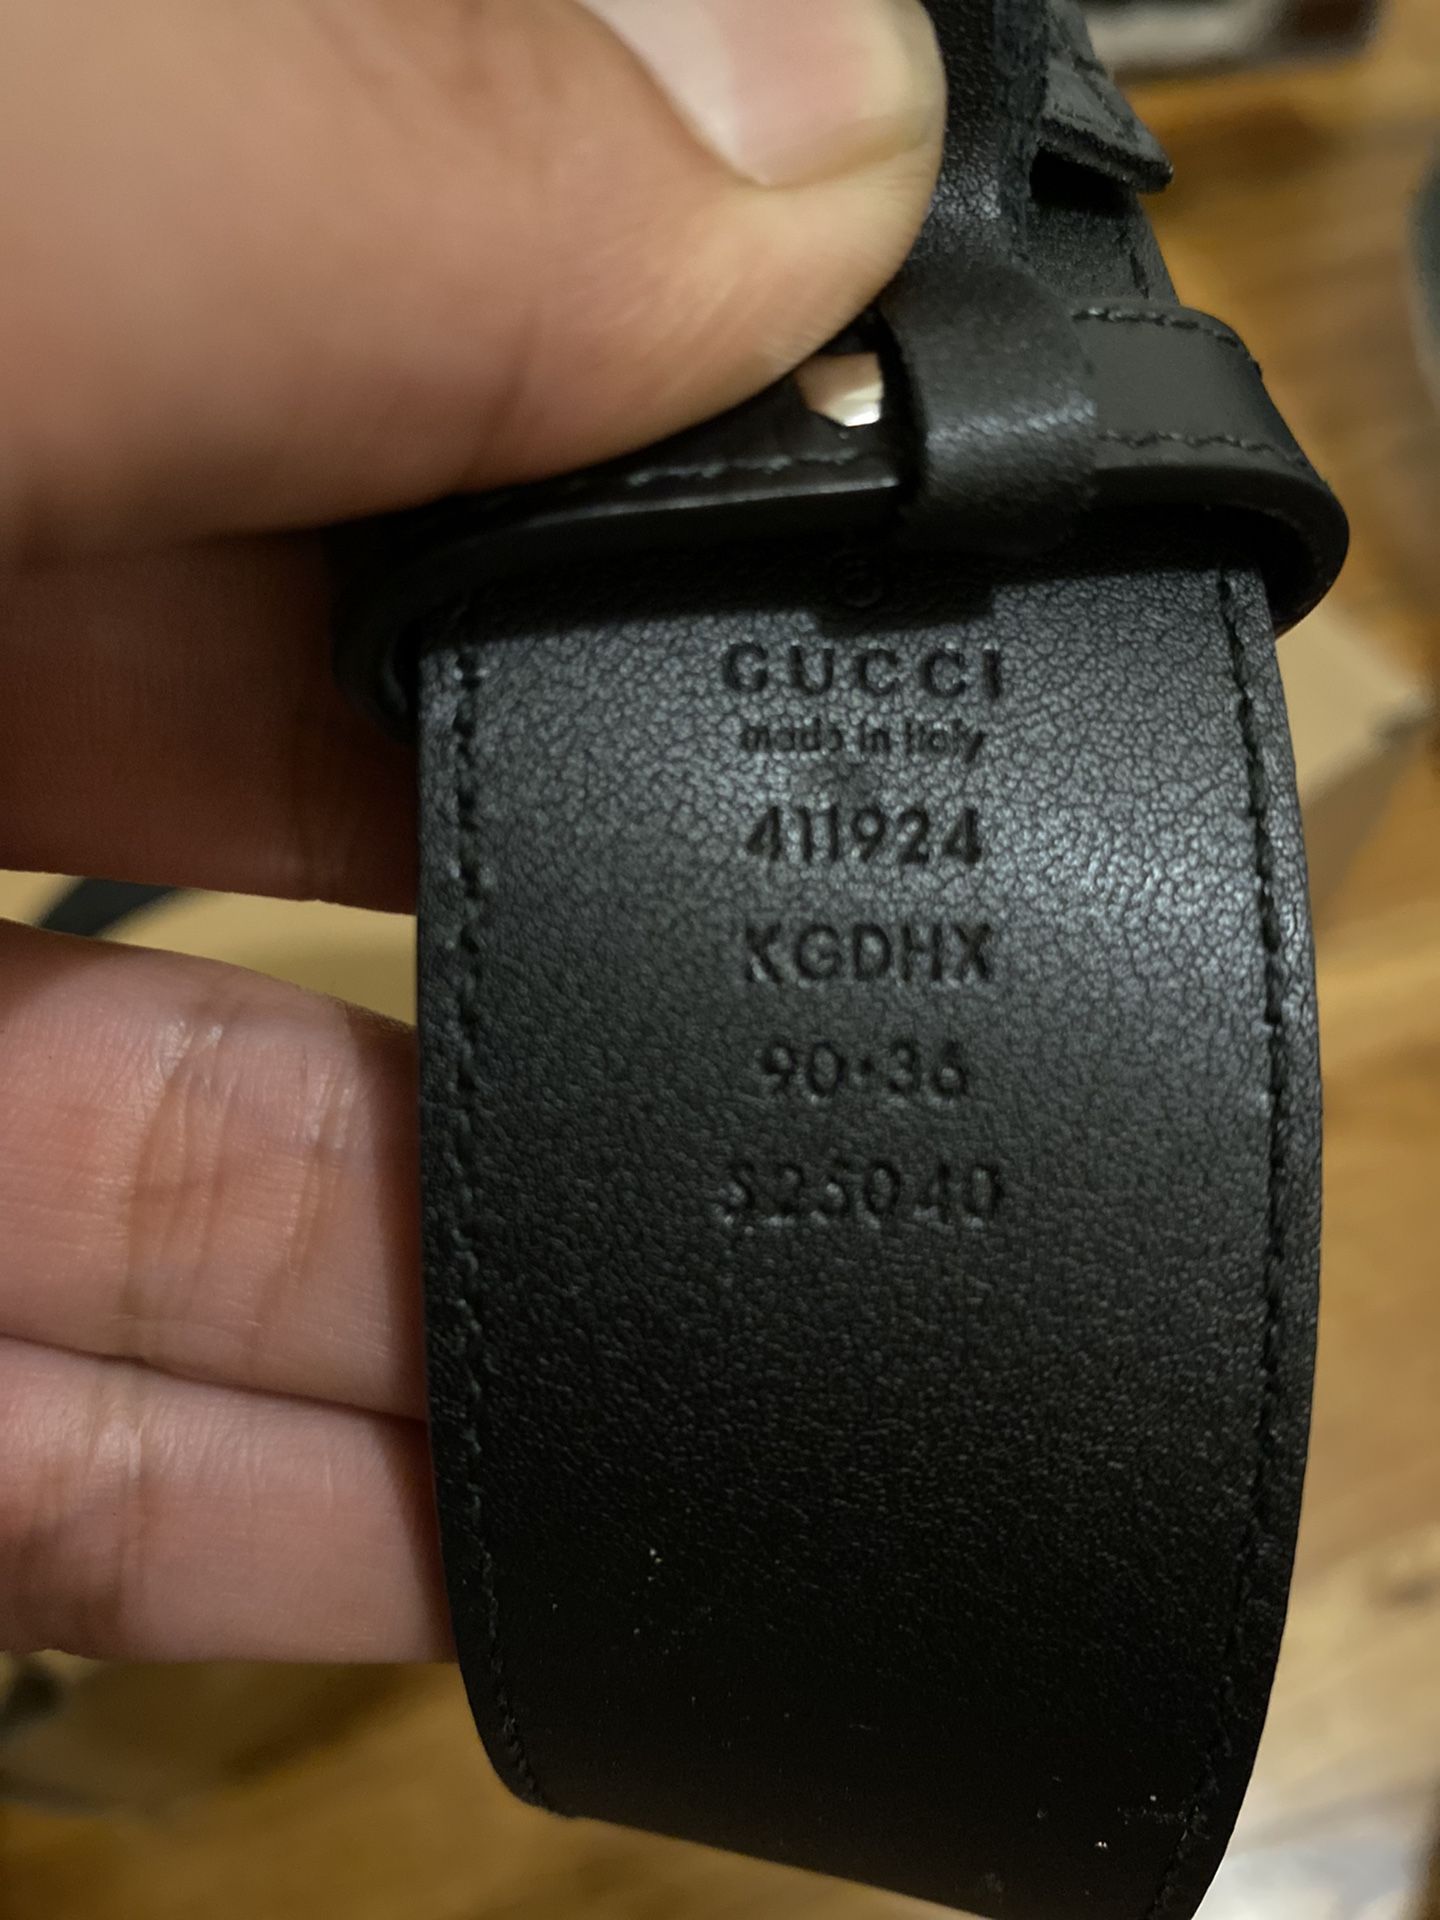 GUCCI
made in Italy
411924
KGDHX
90·36
525040